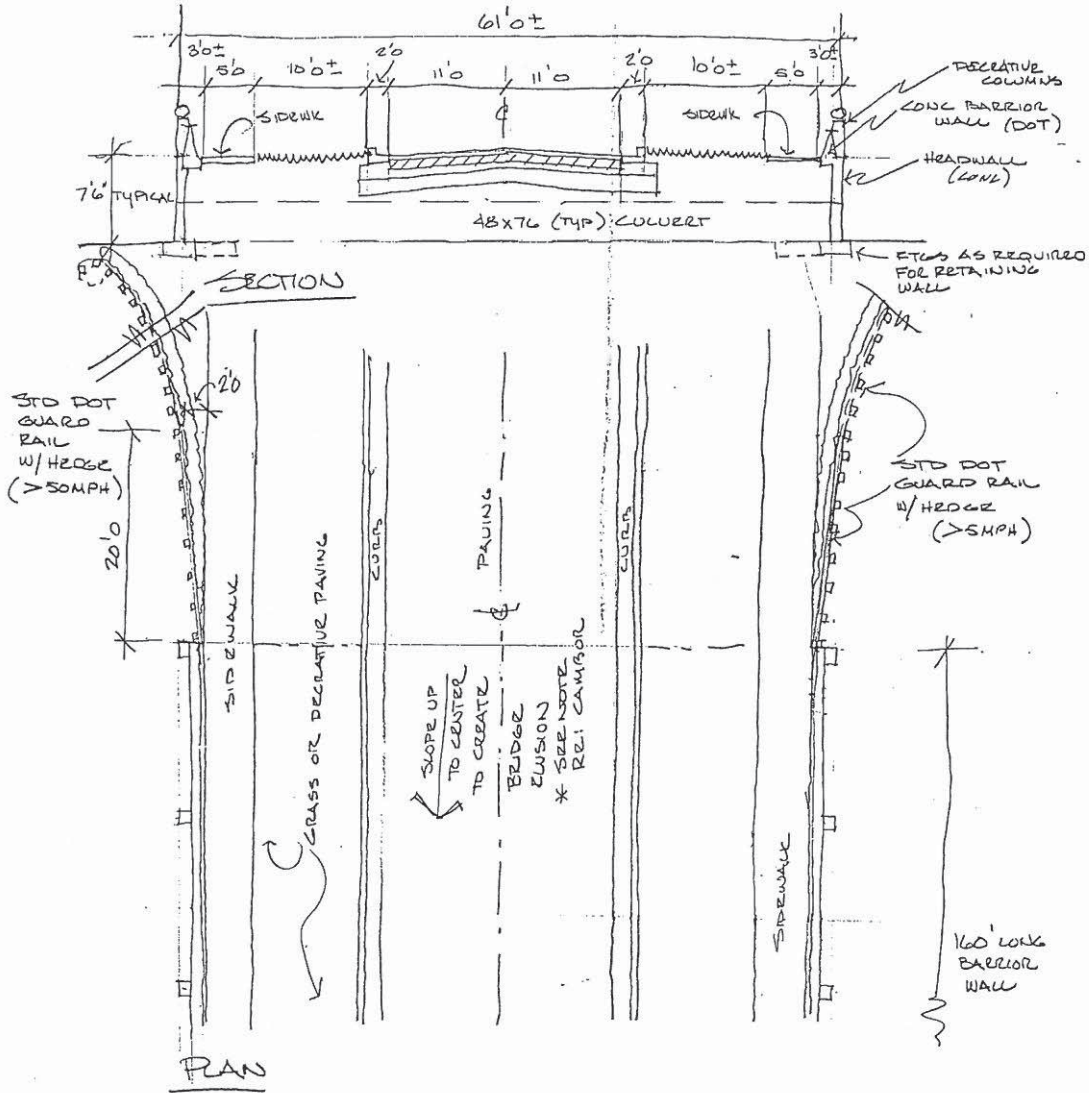 61'0±
3'0±
5'0
10'0±
2'0
11'0
11'0
2'0
10'0±
5'0
3'0±
DECRATIVE
COLUMNS
CONC BARRIOR
WALL (DOT)
HEADWALL
(CONC)
SIDEWK
SIDEWK
7'6" TYPICAL
48x76 (TYP) CULVERT
FTGS AS REQUIRED
FOR RETAINING
WALL
SECTION
2'0
STD DOT
GUARD
RAIL
W/ HEDGE
(>50MPH)
20'0
STD DOT
GUARD RAIL
W/ HEDGE
(>5MPH)
SIDEWALK
GRASS OR DECRATIVE PAVING
CURB
PAVING
CURB
SLOPE UP
TO CENTER
TO CREATE
BRIDGE
ELUSION
* SEE NOTE
RE: CAMBOR
SIDEWALK
160' LONG
BARRIOR
WALL
PLAN